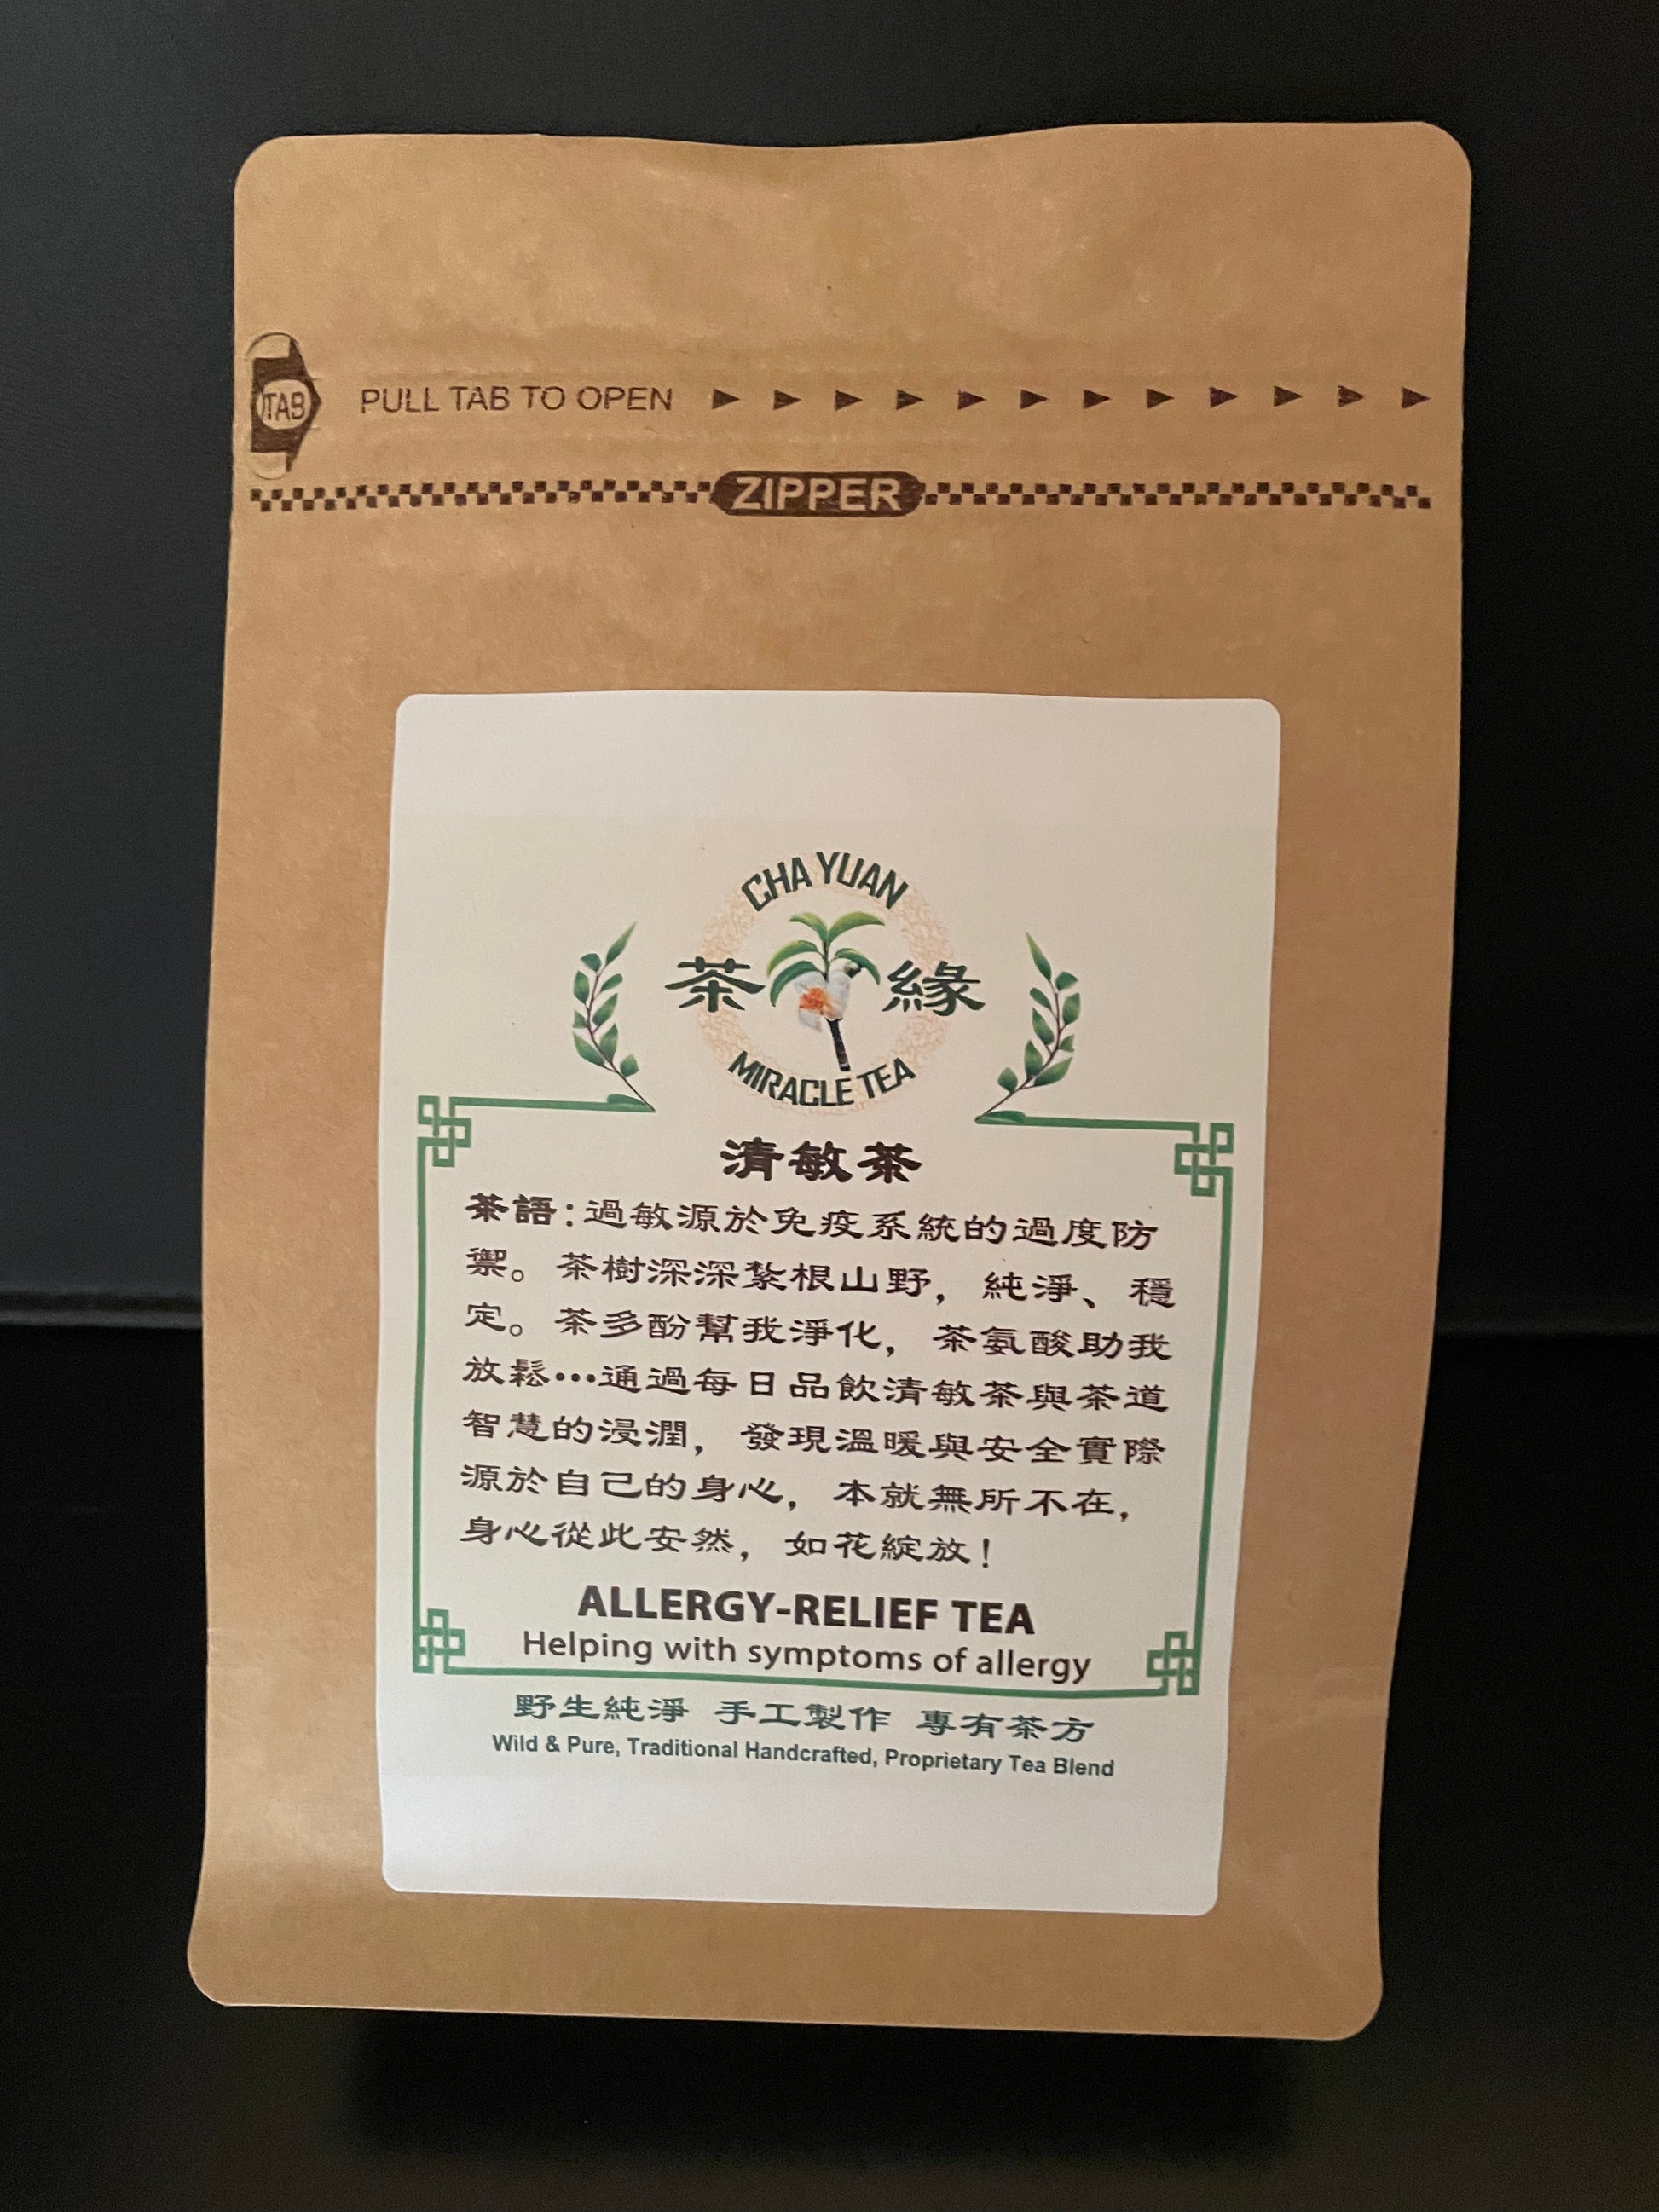 TAB
PULL TAB TO OPEN
ZIPPER
CHA YUAN
茶緣
MIRACLE TEA
清敏茶
茶語:過敏源於免疫系統的過度防
禦。茶樹深深紮根山野，純淨、穩
定。茶多酚幫我淨化，茶氨酸助我
放鬆···通過每日品飲清敏茶與茶道
智慧的浸潤，發現溫暖與安全實際
源於自己的身心，本就無所不在，
身心從此安然，如花綻放！
ALLERGY-RELIEF TEA
Helping with symptoms of allergy
野生純淨 手工製作 專有茶方
Wild & Pure, Traditional Handcrafted, Proprietary Tea Blend